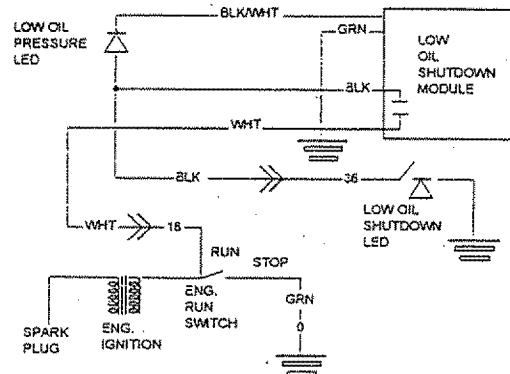 BLK/WHT
LOW OIL
PRESSURE
LED
GRN
LOW
OIL
SHUTDOWN
MODULE
BLK
WHT
BLK
36
LOW OIL
SHUTDOWN
LED
WHT
18
RUN
STOP
ENG.
RUN
SWITCH
GRN
0
SPARK
PLUG
ENG.
IGNITION